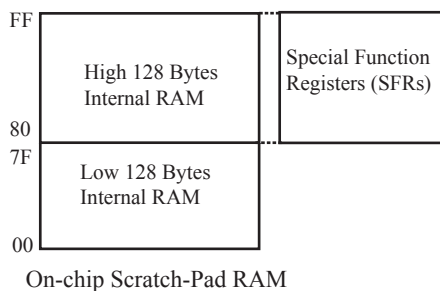 FF
High 128 Bytes
Internal RAM
Special Function
Registers (SFRs)
80
7F
Low 128 Bytes
Internal RAM
00
On-chip Scratch-Pad RAM